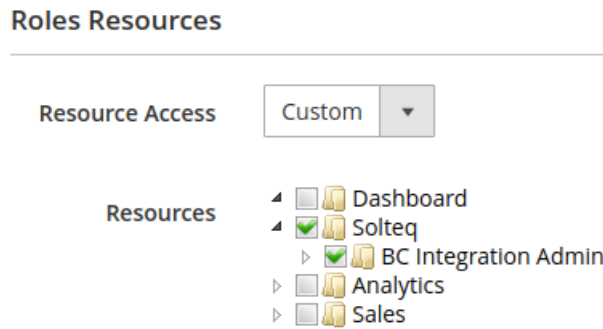 Roles Resources
Resource Access Custom
Resources
Dashboard
Solteq
BC Integration Admin
Analytics
Sales